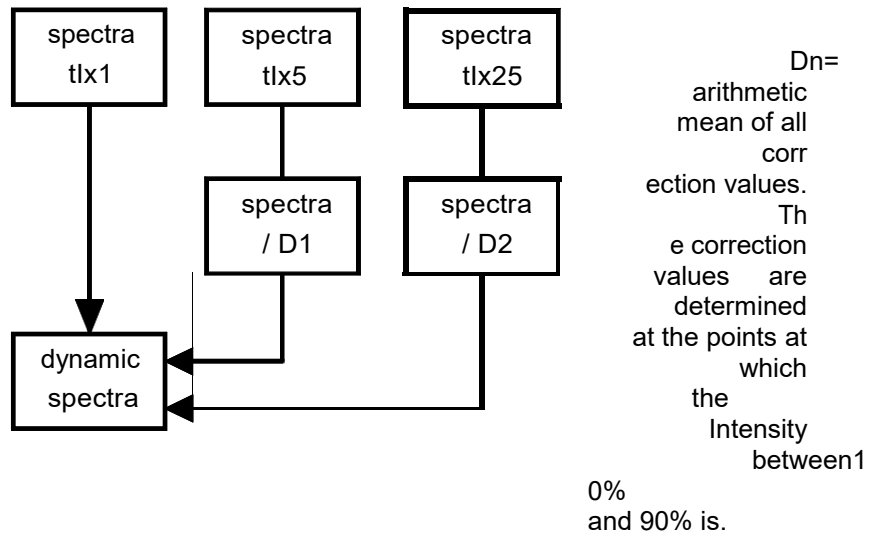 spectra
tIx1
spectra
tIx5
spectra
tIx25
spectra
/ D1
spectra
/ D2
dynamic
spectra
Dn=
arithmetic
mean of all
corr
ection values.
Th
e correction
values are
determined
at the points at
which
the
Intensity
between1
0%
and 90% is.